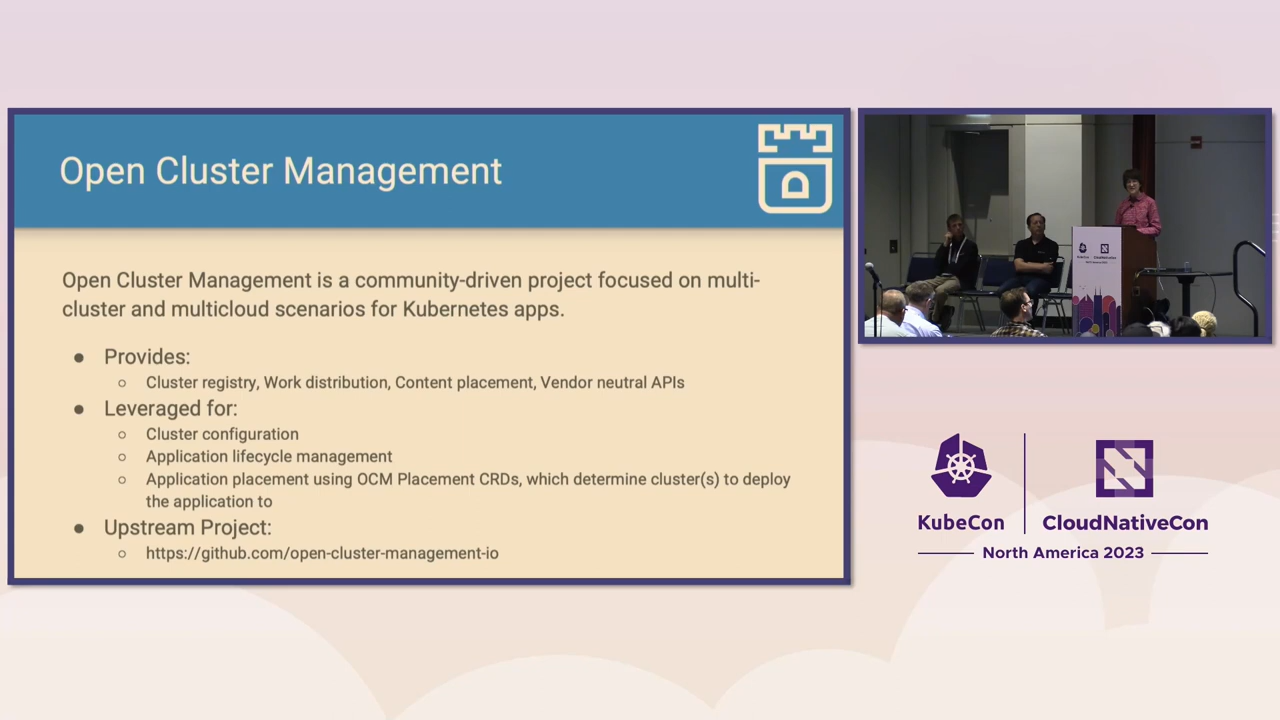 Open Cluster Management
D
Open Cluster Management is a community-driven project focused on multi-
cluster and multicloud scenarios for Kubernetes apps.
● Provides:
○ Cluster registry, Work distribution, Content placement, Vendor neutral APIs
● Leveraged for:
○ Cluster configuration
○ Application lifecycle management
○ Application placement using OCM Placement CRDs, which determine cluster(s) to deploy
the application to
● Upstream Project:
○ https://github.com/open-cluster-management-io
KubeCon
CloudNativeCon
North America 2023